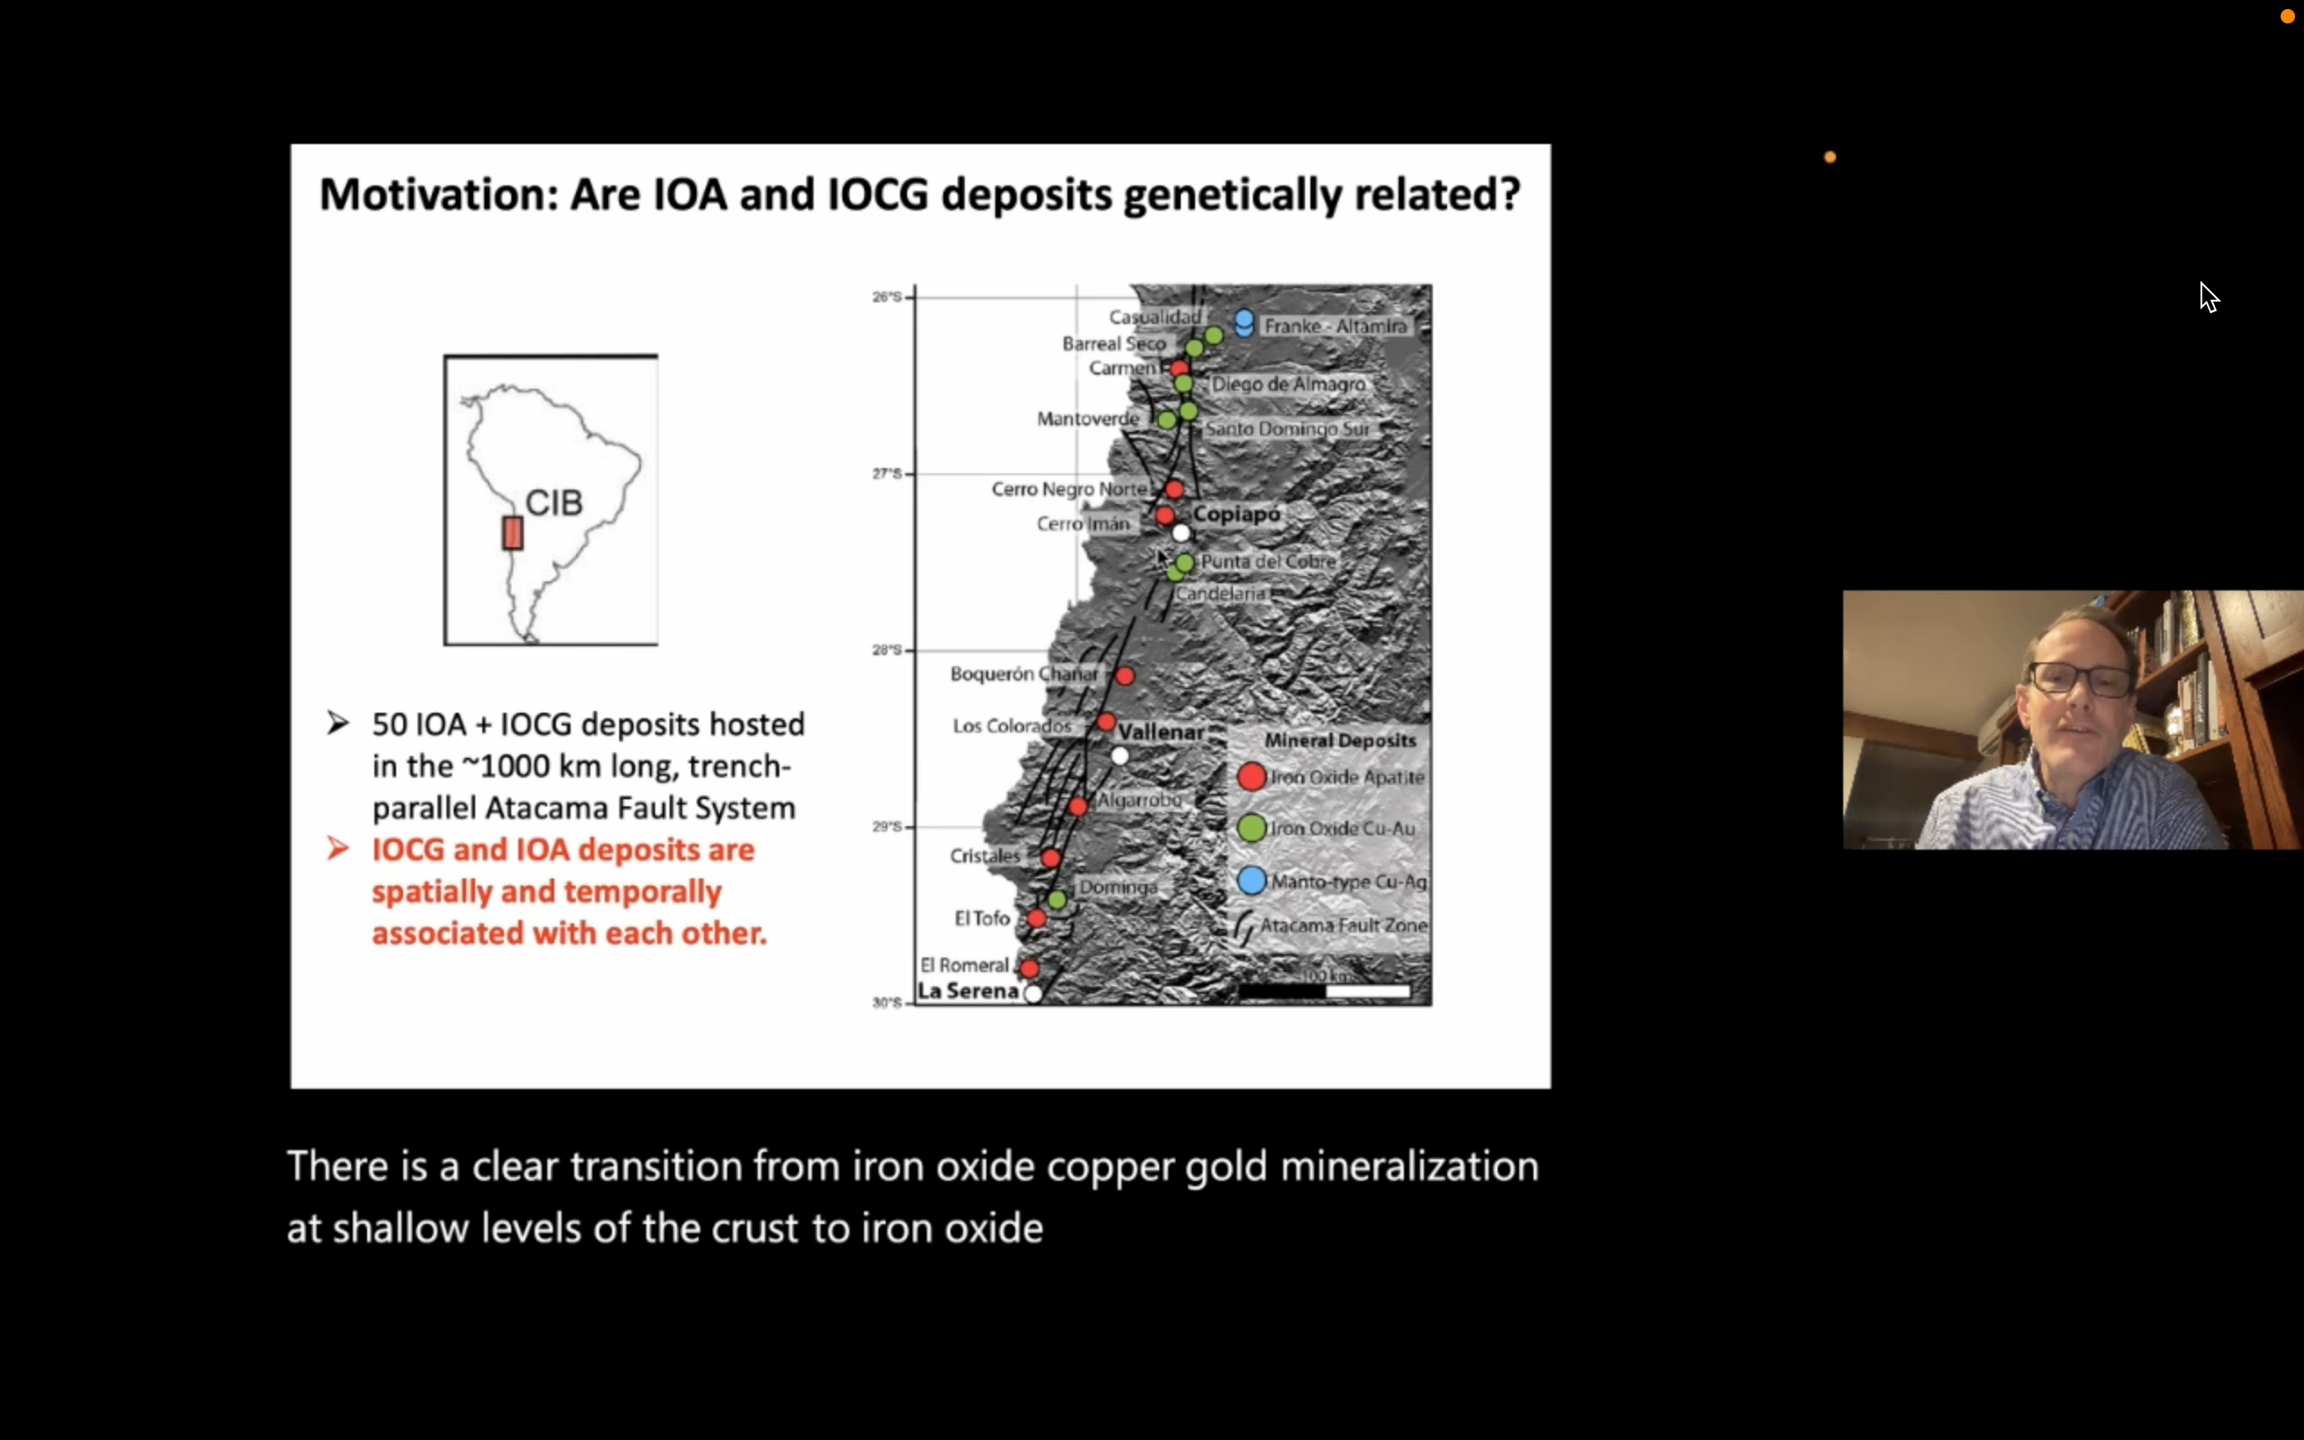 Motivation: Are IOA and IOCG deposits genetically related?
CIB
➢ 50 IOA + IOCG deposits hosted
in the ~1000 km long, trench-
parallel Atacama Fault System
➢ IOCG and IOA deposits are
spatially and temporally
associated with each other.
26°S
Casualidad
Franke - Altamira
Barreal Seco
Carmen
Diego de Almagro
Mantoverde
Santo Domingo Sur
27°S
Cerro Negro Norte
Copiapó
Cerro Imán
Punta del Cobre
Candelaria
28°S
Boquerón Chañar
Los Colorados
Vallenar
Mineral Deposits
Iron Oxide Apatite
Algarrobo
29°S
Iron Oxide Cu-Au
Cristales
Manto-type Cu-Ag
Dominga
El Tofo
Atacama Fault Zone
El Romeral
100 km
La Serena
30°S
There is a clear transition from iron oxide copper gold mineralization
at shallow levels of the crust to iron oxide